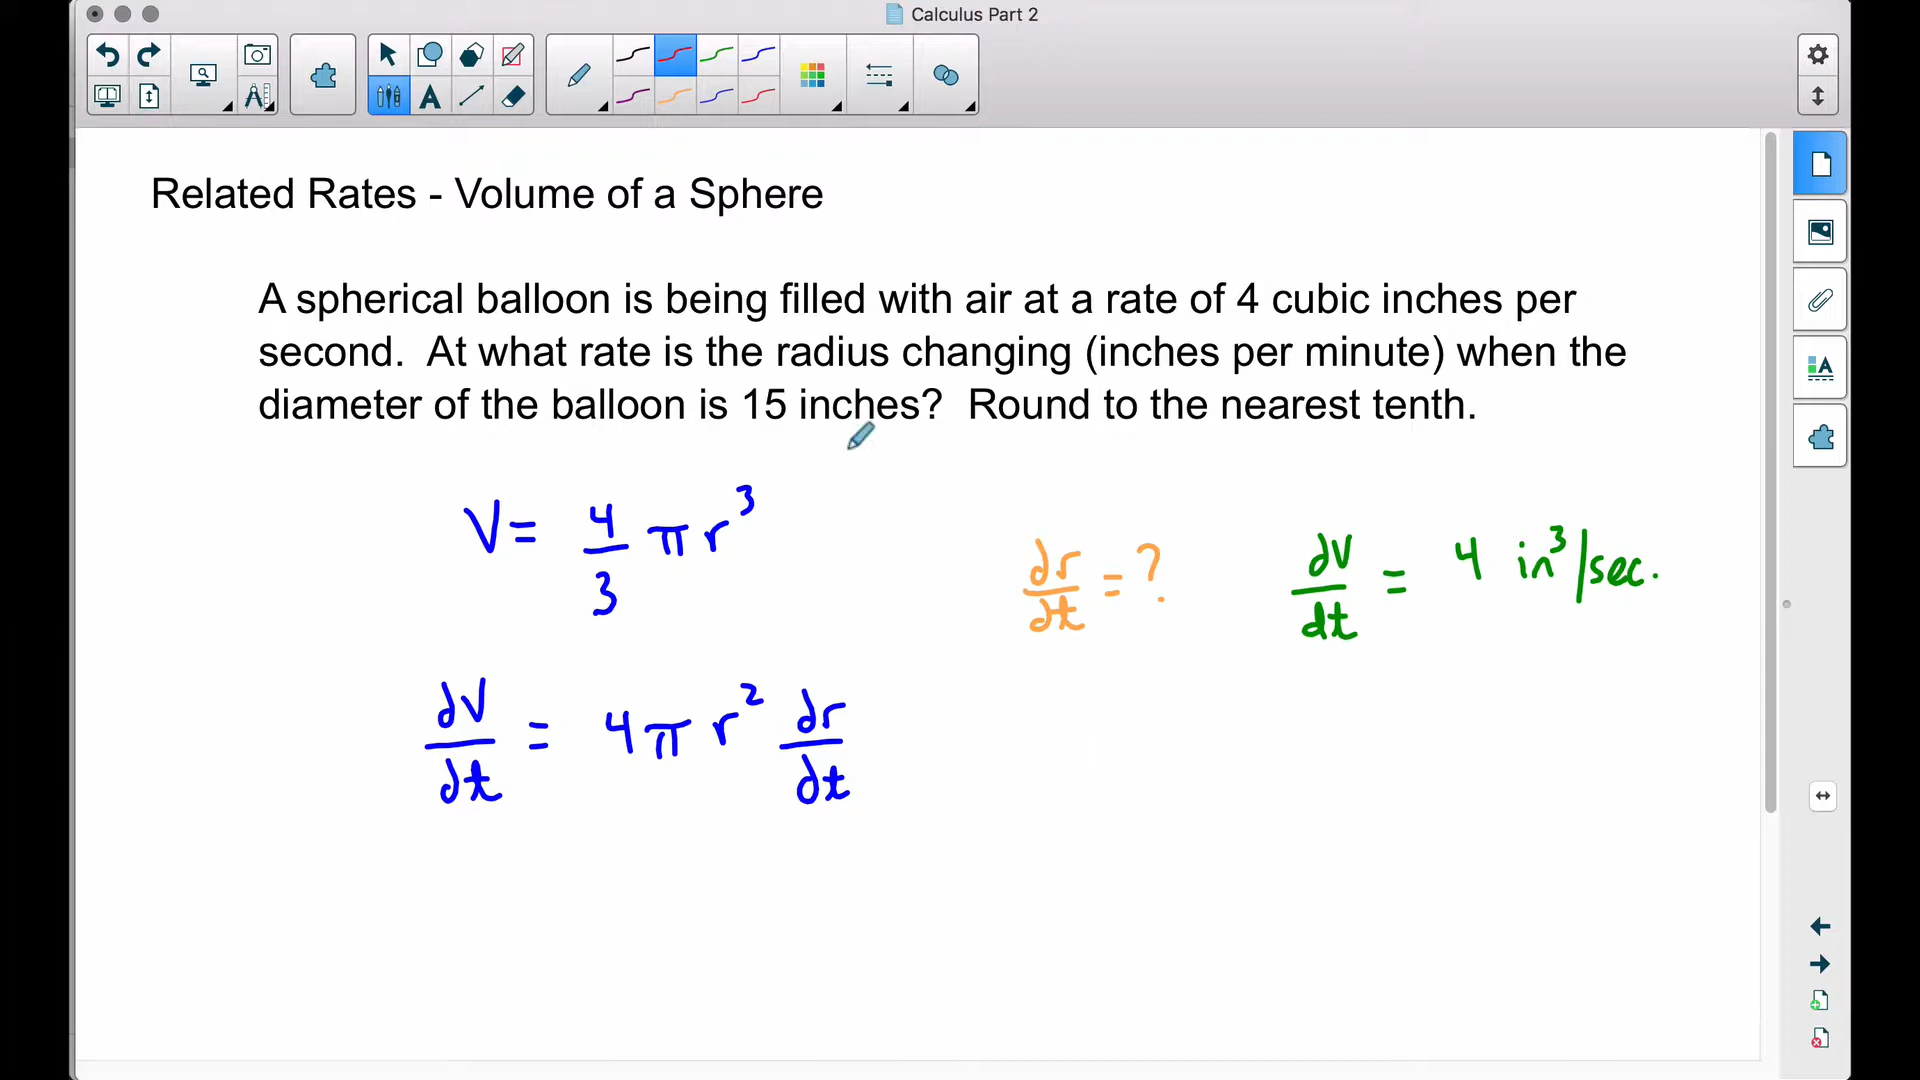 Calculus Part 2
Related Rates - Volume of a Sphere
A spherical balloon is being filled with air at a rate of 4 cubic inches per
second. At what rate is the radius changing (inches per minute) when the
diameter of the balloon is 15 inches? Round to the nearest tenth.
V = 4/3 πr³
dr/dt = ?
dV/dt = 4 in³/sec.
dV/dt = 4πr² dr/dt